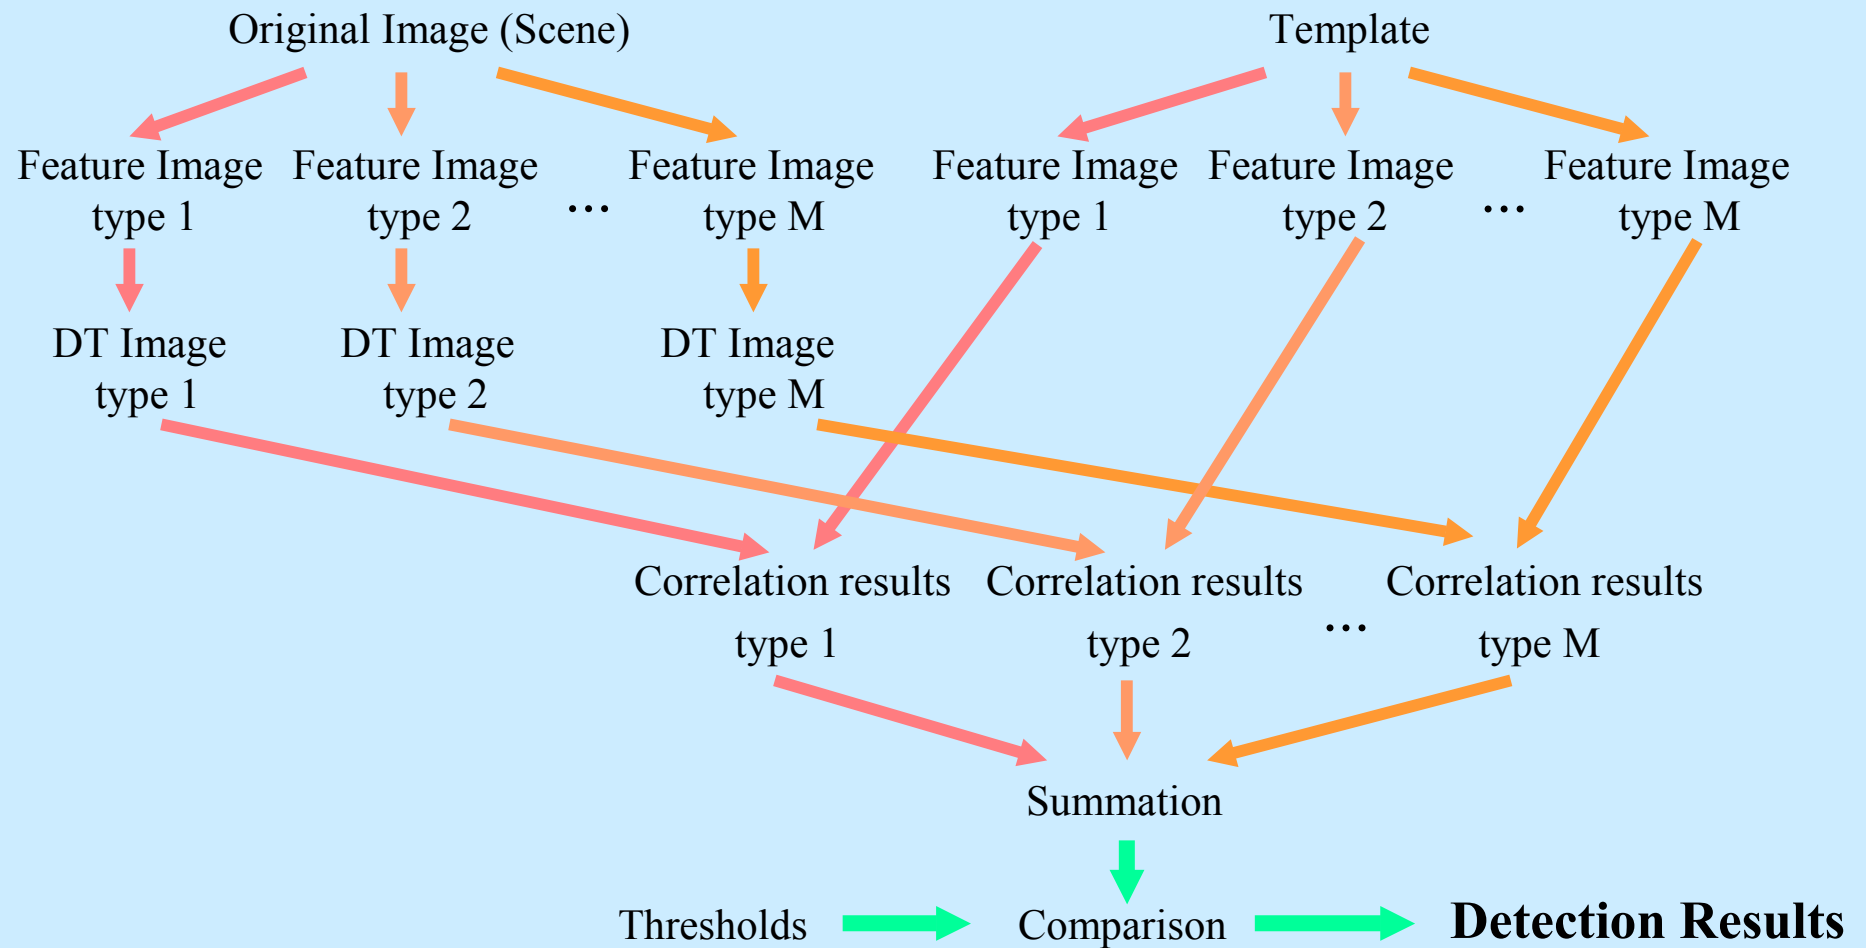 Original Image (Scene)
Template
Feature Image Feature Image Feature Image Feature Image Feature Image Feature Image
type 1 type 2 ... type M type 1 type 2 ... type M
DT Image DT Image DT Image
type 1 type 2 type M
Correlation results Correlation results Correlation results
type 1 type 2 ... type M
Summation
Thresholds Comparison Detection Results